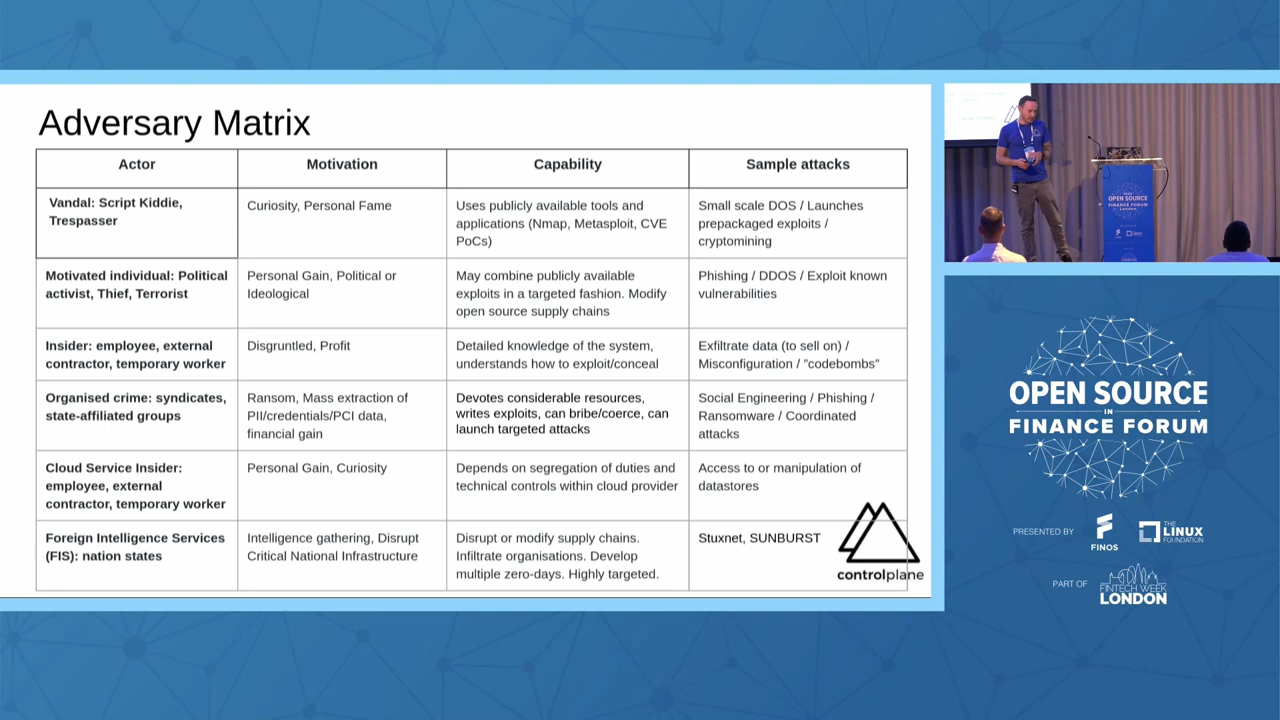 Adversary Matrix
Actor
Motivation
Capability
Sample attacks
Vandal: Script Kiddie,
Trespasser
Curiosity, Personal Fame
Uses publicly available tools and
applications (Nmap, Metasploit, CVE
PoCs)
Small scale DOS / Launches
prepackaged exploits /
cryptomining
Motivated individual: Political
activist, Thief, Terrorist
Personal Gain, Political or
Ideological
May combine publicly available
exploits in a targeted fashion. Modify
open source supply chains
Phishing / DDOS / Exploit known
vulnerabilities
Insider: employee, external
contractor, temporary worker
Disgruntled, Profit
Detailed knowledge of the system,
understands how to exploit/conceal
Exfiltrate data (to sell on) /
Misconfiguration / "codebombs"
Organised crime: syndicates,
state-affiliated groups
Ransom, Mass extraction of
PII/credentials/PCI data,
financial gain
Devotes considerable resources,
writes exploits, can bribe/coerce, can
launch targeted attacks
Social Engineering / Phishing /
Ransomware / Coordinated
attacks
Cloud Service Insider:
employee, external
contractor, temporary worker
Personal Gain, Curiosity
Depends on segregation of duties and
technical controls within cloud provider
Access to or manipulation of
datastores
Foreign Intelligence Services
(FIS): nation states
Intelligence gathering, Disrupt
Critical National Infrastructure
Disrupt or modify supply chains.
Infiltrate organisations. Develop
multiple zero-days. Highly targeted.
Stuxnet, SUNBURST
controlplane
OPEN SOURCE
FINANCE FORUM
OPEN SOURCE
IN
FINANCE FORUM
PRESENTED BY
FINOS
THE
LINUX
FOUNDATION
PART OF
FINTECH WEEK
LONDON